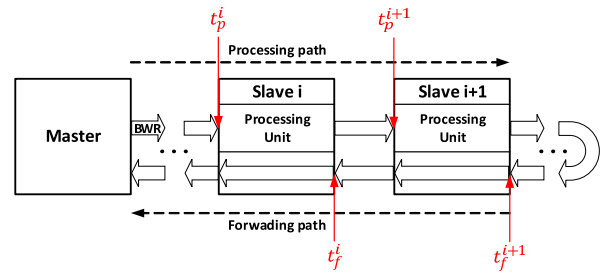 t_p^i
t_p^{i+1}
Processing path
Slave i
Slave i+1
Master
BWR
Processing
Unit
Processing
Unit
Forwading path
t_f^i
t_f^{i+1}